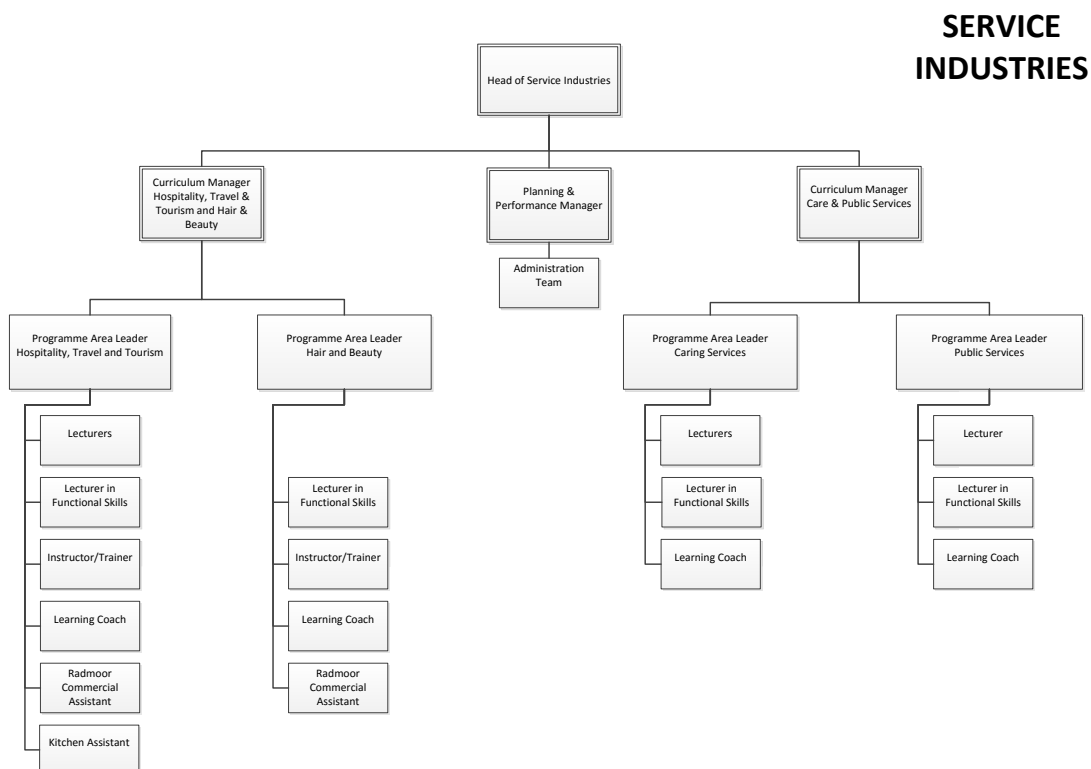 SERVICE
INDUSTRIES
Head of Service Industries
Curriculum Manager
Hospitality, Travel &
Tourism and Hair &
Beauty
Planning &
Performance Manager
Curriculum Manager
Care & Public Services
Administration
Team
Programme Area Leader
Hospitality, Travel and Tourism
Programme Area Leader
Hair and Beauty
Programme Area Leader
Caring Services
Programme Area Leader
Public Services
Lecturers
Lecturer in
Functional Skills
Instructor/Trainer
Learning Coach
Radmoor
Commercial
Assistant
Kitchen Assistant
Lecturer in
Functional Skills
Instructor/Trainer
Learning Coach
Radmoor
Commercial
Assistant
Lecturers
Lecturer in
Functional Skills
Learning Coach
Lecturer
Lecturer in
Functional Skills
Learning Coach